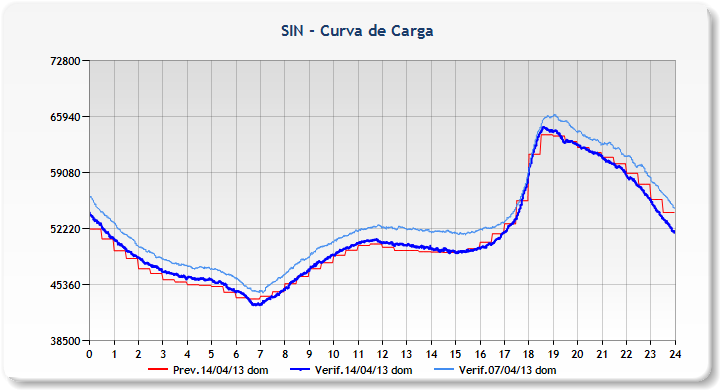 SIN - Curva de Carga
72800
65940
59080
52220
45360
38500
0 1 2 3 4 5 6 7 8 9 10 11 12 13 14 15 16 17 18 19 20 21 22 23 24
Prev.14/04/13 dom Verif.14/04/13 dom Verif.07/04/13 dom